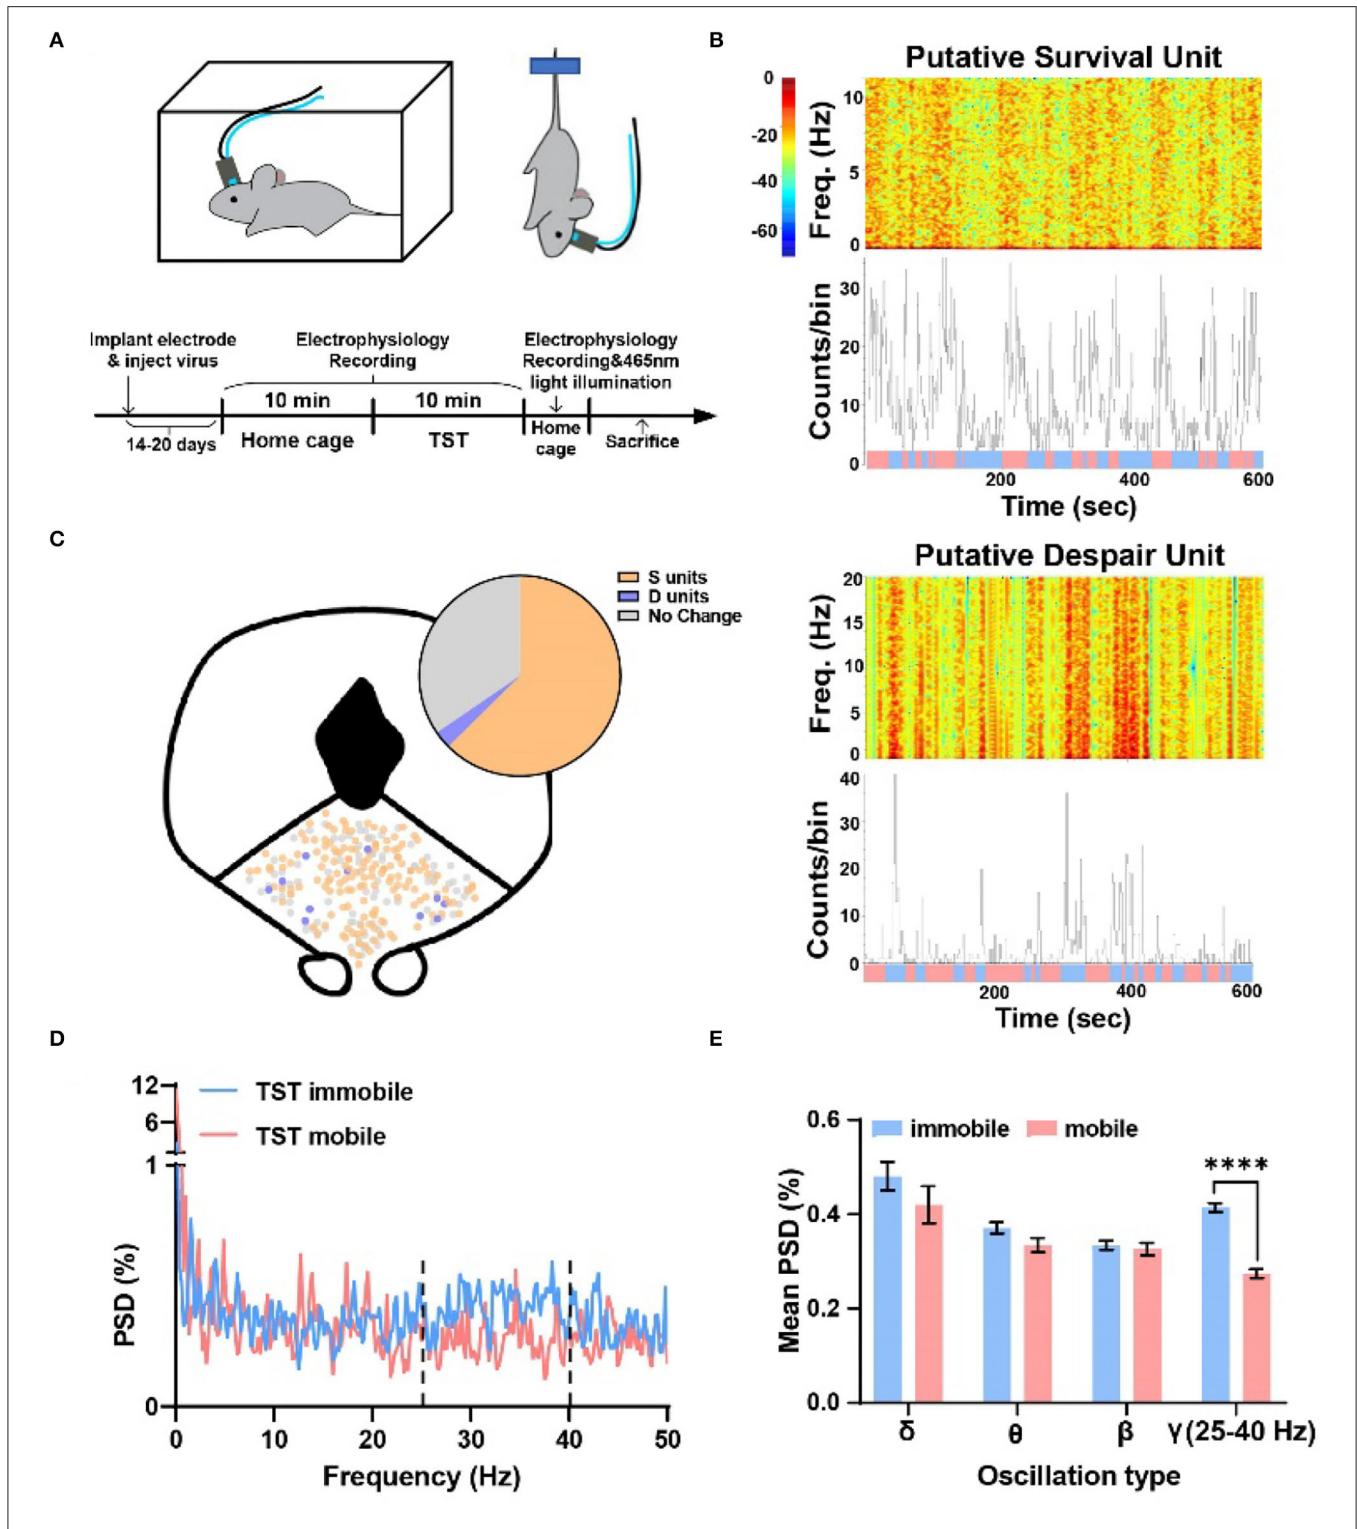 A
Implant electrode
& inject virus
Electrophysiology
Recording
Electrophysiology
Recording&465nm
light illumination
10 min
10 min
14-20 days
Home cage
TST
Home
cage
Sacrifice
B
Putative Survival Unit
0
-20
-40
-60
Freq. (Hz)
10
5
0
Counts/bin
30
20
10
0
200
400
600
Time (sec)
Putative Despair Unit
Freq. (Hz)
20
15
10
5
0
Counts/bin
40
30
20
10
0
200
400
600
Time (sec)
C
S units
D units
No Change
D
TST immobile
TST mobile
PSD (%)
12
6
1
0
0
10
20
30
40
50
Frequency (Hz)
E
immobile
mobile
****
Mean PSD (%)
0.6
0.4
0.2
0.0
δ
θ
β
γ (25-40 Hz)
Oscillation type